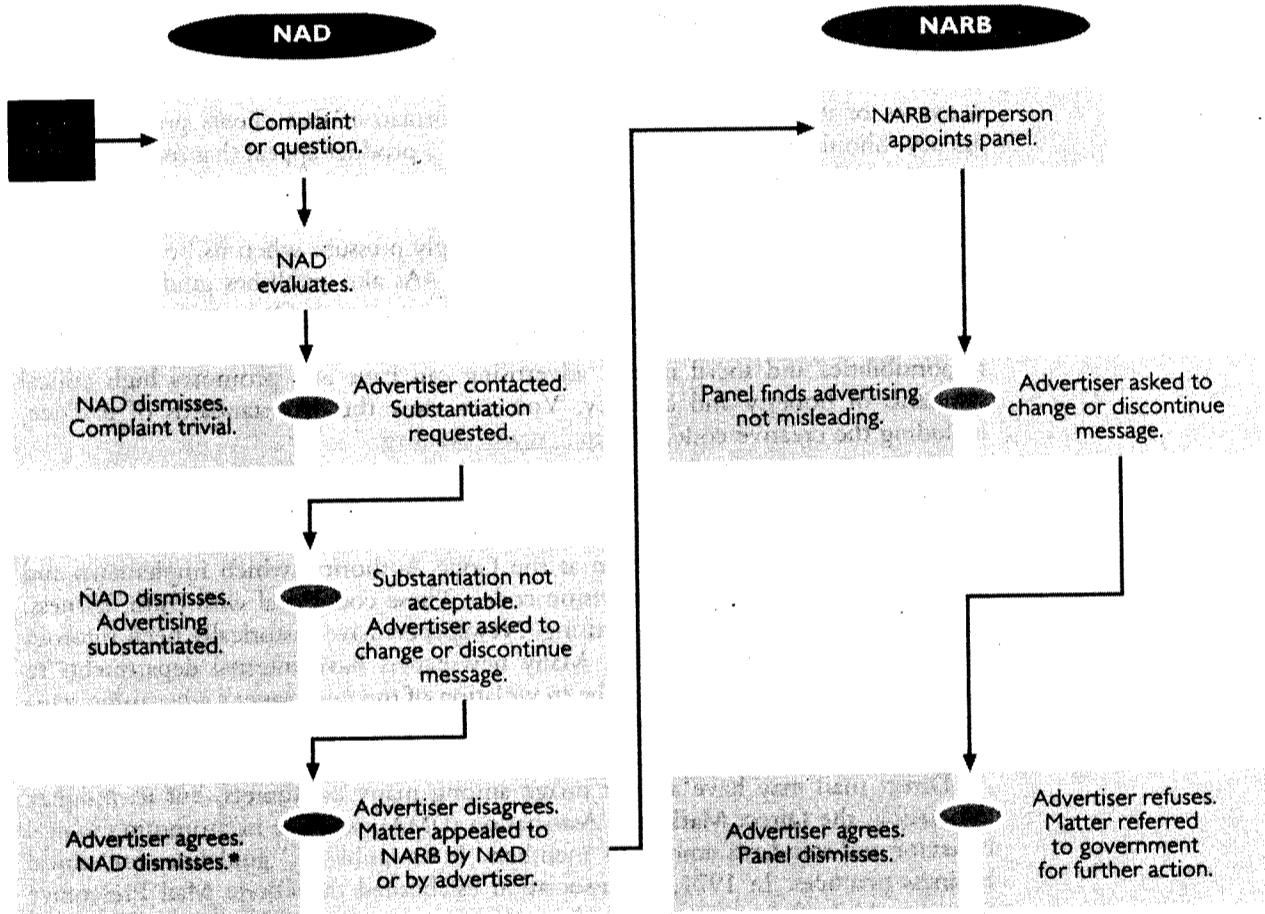 NAD
Complaint
or question.
NAD
evaluates.
NAD dismisses.
Complaint trivial.
Advertiser contacted.
Substantiation
requested.
NAD dismisses.
Advertising
substantiated.
Substantiation not
acceptable.
Advertiser asked to
change or discontinue
message.
Advertiser agrees.
NAD dismisses.*
Advertiser disagrees.
Matter appealed to
NARB by NAD
or by advertiser.
NARB
NARB chairperson
appoints panel.
Panel finds advertising
not misleading.
Advertiser asked to
change or discontinue
message.
Advertiser agrees.
Panel dismisses.
Advertiser refuses.
Matter referred
to government
for further action.